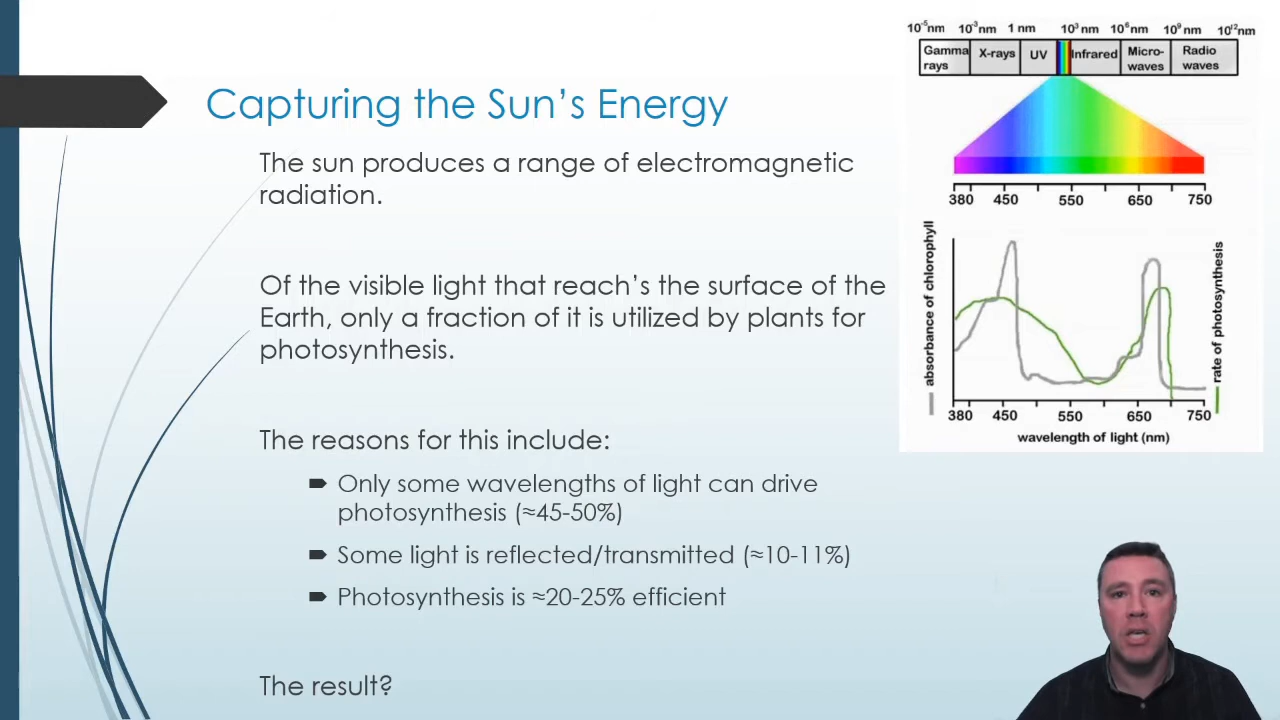 Capturing the Sun's Energy
The sun produces a range of electromagnetic
radiation.
Of the visible light that reach's the surface of the
Earth, only a fraction of it is utilized by plants for
photosynthesis.
The reasons for this include:
Only some wavelengths of light can drive
photosynthesis (≈45-50%)
Some light is reflected/transmitted (≈10-11%)
Photosynthesis is ≈20-25% efficient
The result?
10⁻⁵nm 10⁻³nm 1 nm 10³nm 10⁶nm 10⁹nm 10¹²nm
Gamma rays X-rays UV Infrared Micro-waves Radio waves
380 450 550 650 750
absorbance of chlorophyll
rate of photosynthesis
380 450 550 650 750
wavelength of light (nm)